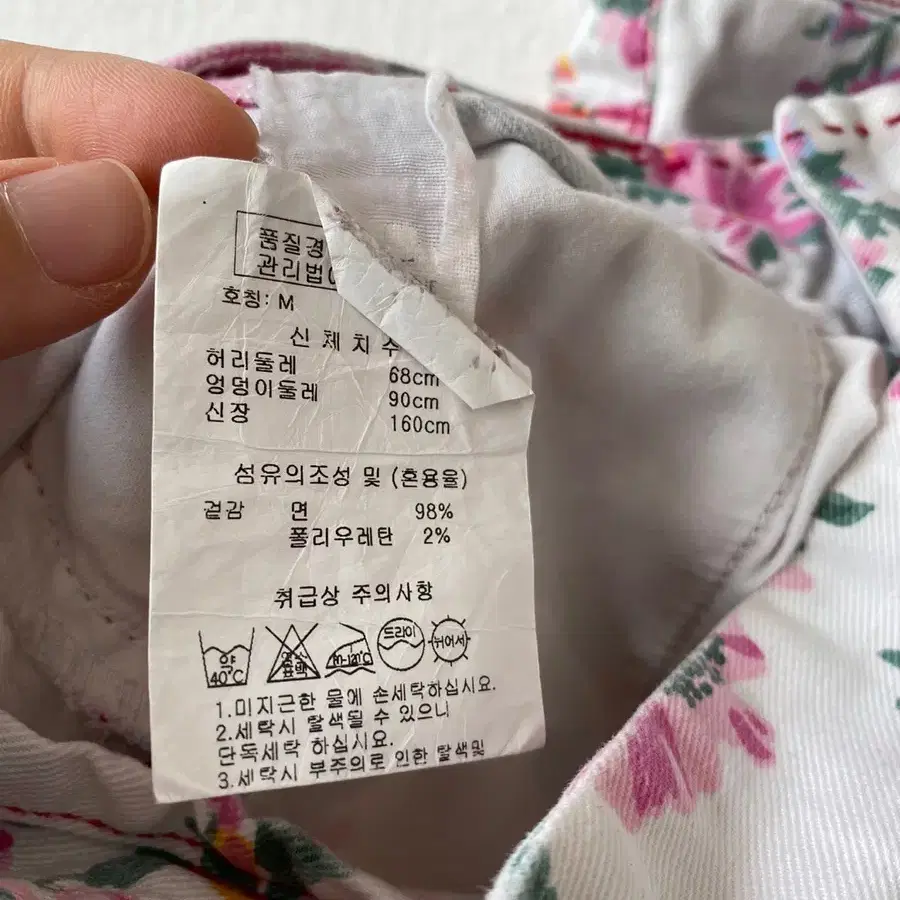 품질경
관리법
호칭: M
신 체 치 수
허리둘레 68cm
엉덩이둘레 90cm
신장 160cm
섬유의조성 및 (혼용율)
겉감 면 98%
폴리우레탄 2%
취급상 주의사항
약 40°C 표백 드라이 뉘어서
1.미지근한 물에 손세탁하십시요.
2.세탁시 탈색될 수 있으니
단독세탁 하십시요.
3.세탁시 부주의로 인한 탈색및